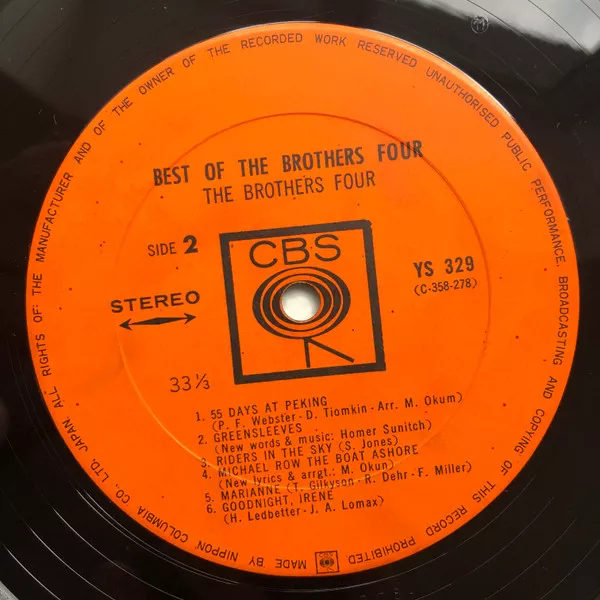 ALL RIGHTS OF THE MANUFACTURER AND OF THE OWNER OF THE RECORDED WORK RESERVED UNAUTHORISED PUBLIC PERFORMANCE, BROADCASTING AND COPYING OF THIS RECORD PROHIBITED
BEST OF THE BROTHERS FOUR
THE BROTHERS FOUR
SIDE 2
CBS
YS 329
(C-358-278)
STEREO
33 1/3
1. 55 DAYS AT PEKING
(P. F. Webster - D. Tiomkin - Arr. M. Okum)
2. GREENSLEEVES
(New words & music: Homer Sunitch)
3. RIDERS IN THE SKY (S. Jones)
4. MICHAEL ROW THE BOAT ASHORE
(New lyrics & arrgt.: M. Okun)
5. MARIANNE (T. Gilkyson - R. Dehr - F. Miller)
6. GOODNIGHT, IRENE
(H. Ledbetter - J. A. Lomax)
MADE BY NIPPON COLUMBIA CO, LTD, JAPAN